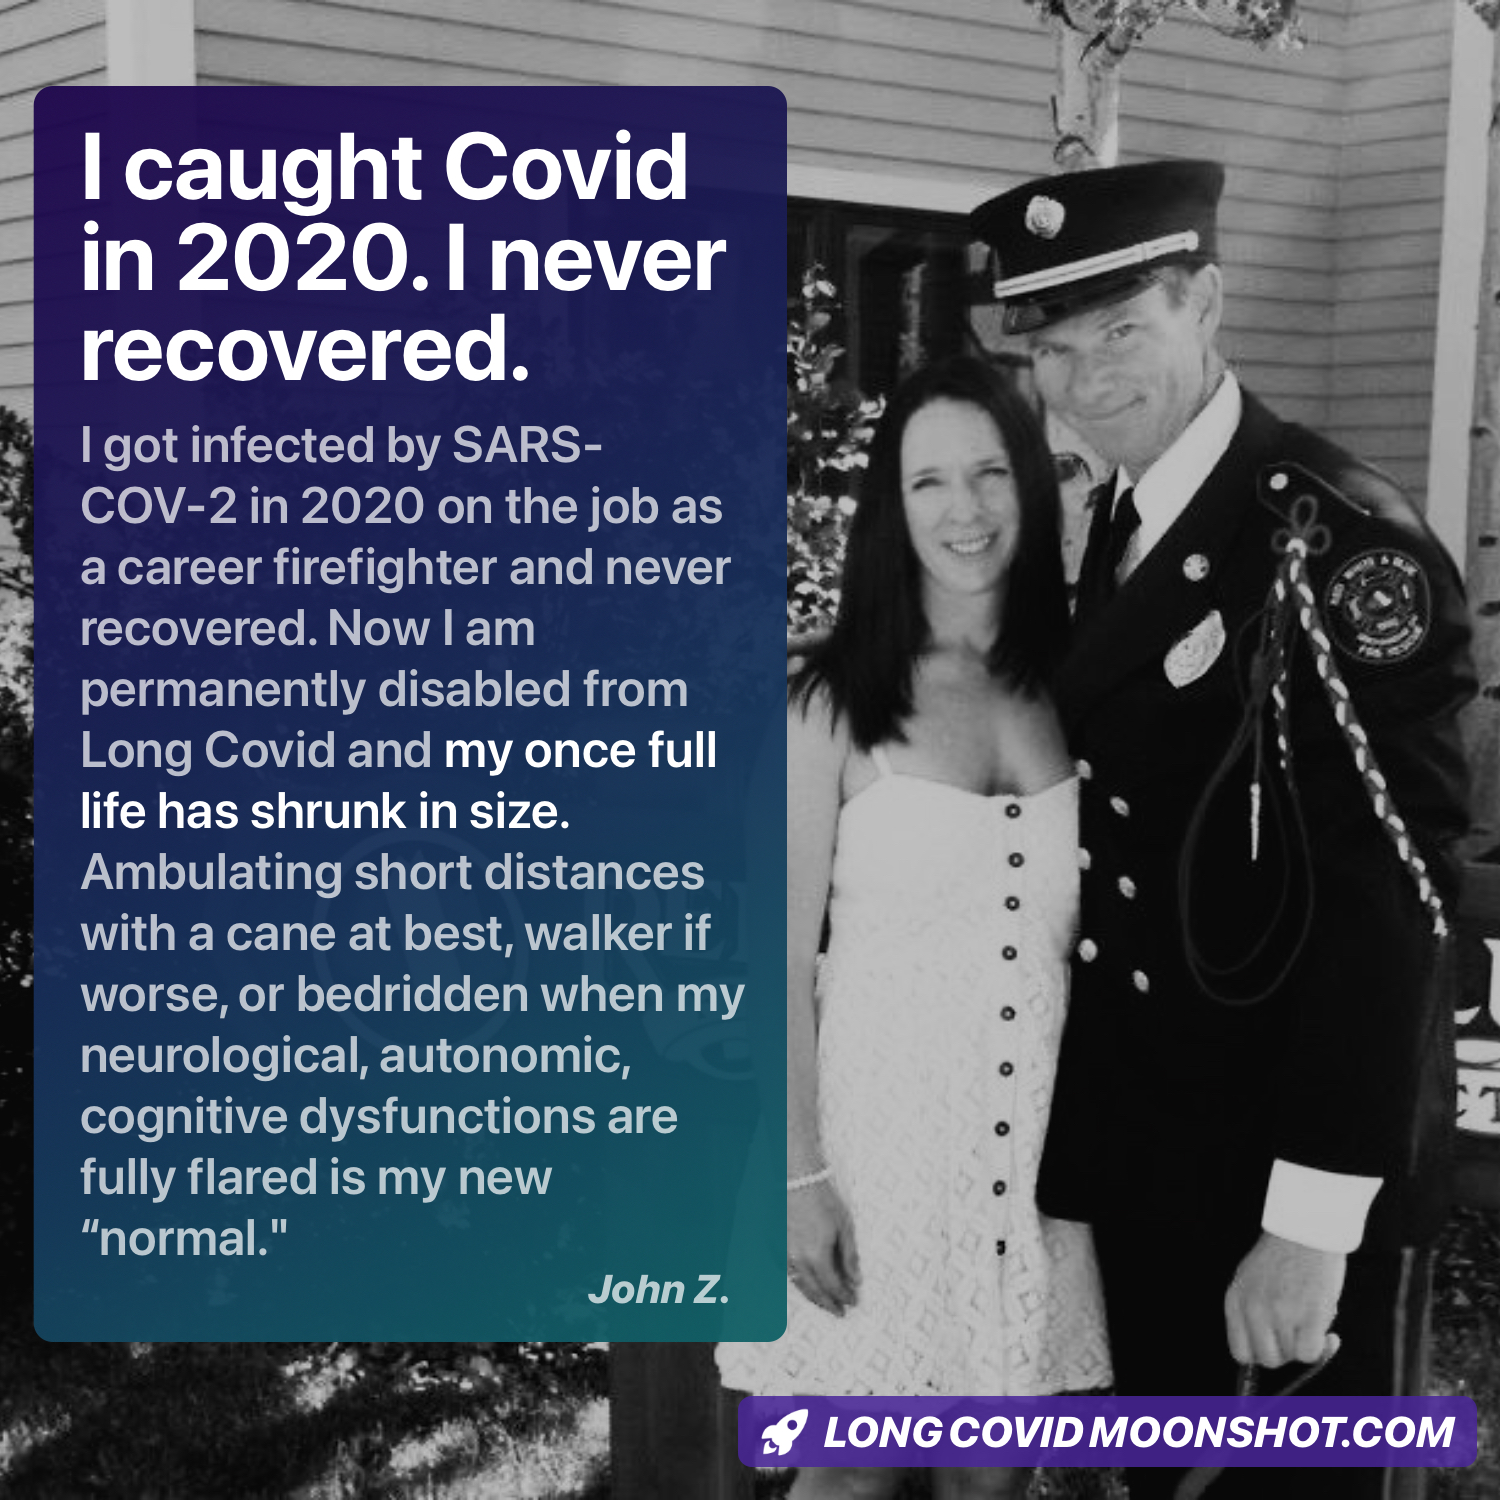 I caught Covid
in 2020. I never
recovered.
I got infected by SARS-
COV-2 in 2020 on the job as
a career firefighter and never
recovered. Now I am
permanently disabled from
Long Covid and my once full
life has shrunk in size.
Ambulating short distances
with a cane at best, walker if
worse, or bedridden when my
neurological, autonomic,
cognitive dysfunctions are
fully flared is my new
“normal."
John Z.
RED WHITE & BLUE
LONG COVID MOONSHOT.COM